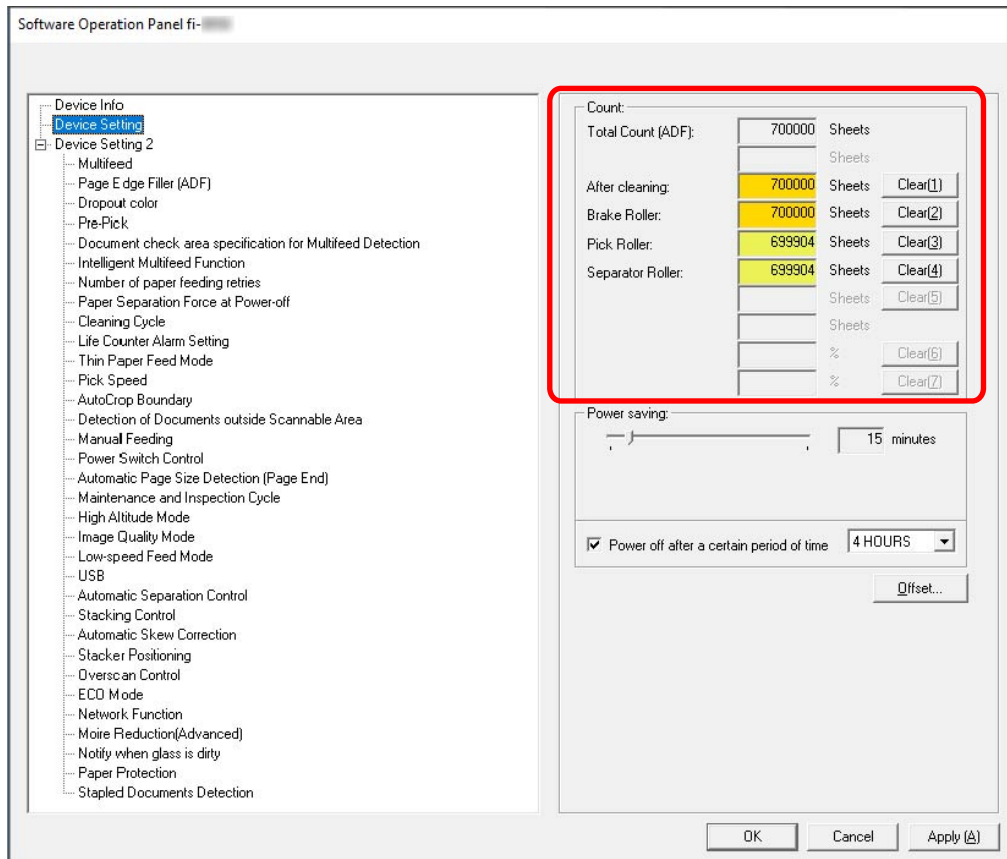 Software Operation Panel fi-
Device Info
Device Setting
Device Setting 2
Multifeed
Page Edge Filler (ADF)
Dropout color
Pre-Pick
Document check area specification for Multifeed Detection
Intelligent Multifeed Function
Number of paper feeding retries
Paper Separation Force at Power-off
Cleaning Cycle
Life Counter Alarm Setting
Thin Paper Feed Mode
Pick Speed
AutoCrop Boundary
Detection of Documents outside Scannable Area
Manual Feeding
Power Switch Control
Automatic Page Size Detection (Page End)
Maintenance and Inspection Cycle
High Altitude Mode
Image Quality Mode
Low-speed Feed Mode
USB
Automatic Separation Control
Stacking Control
Automatic Skew Correction
Stacker Positioning
Overscan Control
ECO Mode
Network Function
Moire Reduction(Advanced)
Notify when glass is dirty
Paper Protection
Stapled Documents Detection
Count:
Total Count (ADF): 700000 Sheets
Sheets
After cleaning: 700000 Sheets Clear(1)
Brake Roller: 700000 Sheets Clear(2)
Pick Roller: 699904 Sheets Clear(3)
Separator Roller: 699904 Sheets Clear(4)
Sheets Clear(5)
Sheets
% Clear(6)
% Clear(7)
Power saving:
15 minutes
Power off after a certain period of time 4 HOURS
Offset...
OK Cancel Apply (A)